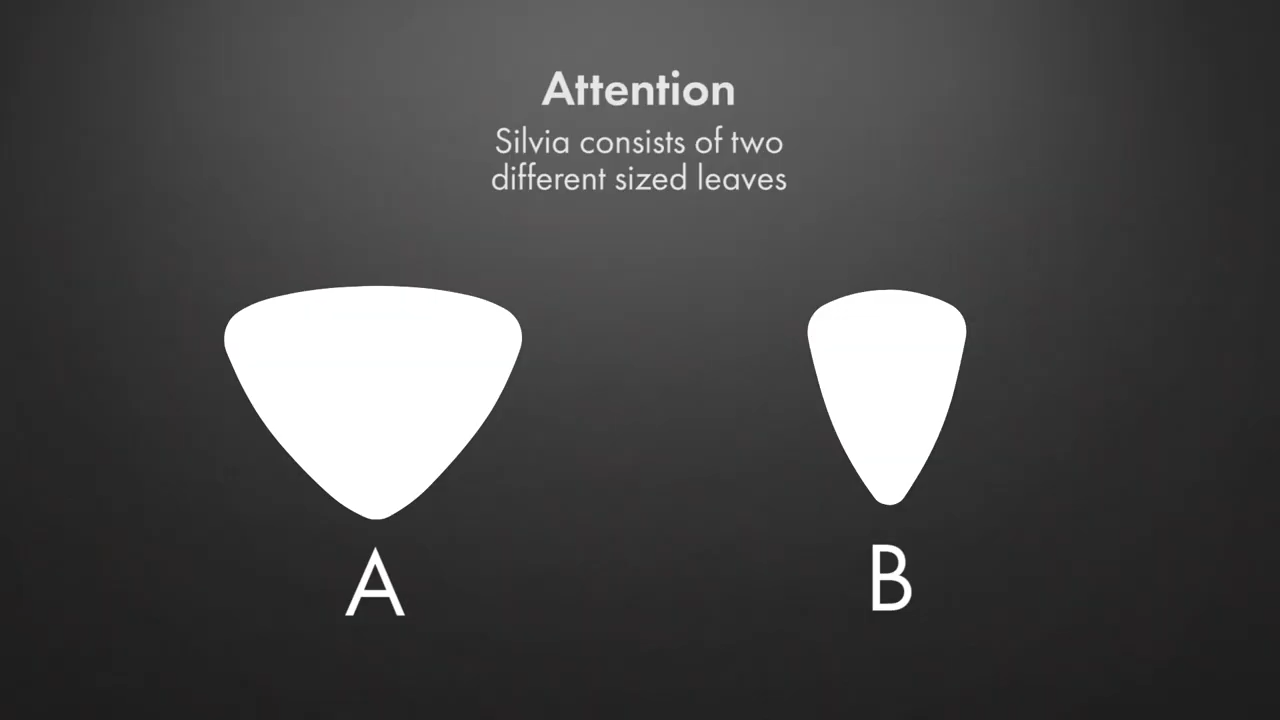 Attention
Silvia consists of two
different sized leaves
A
B